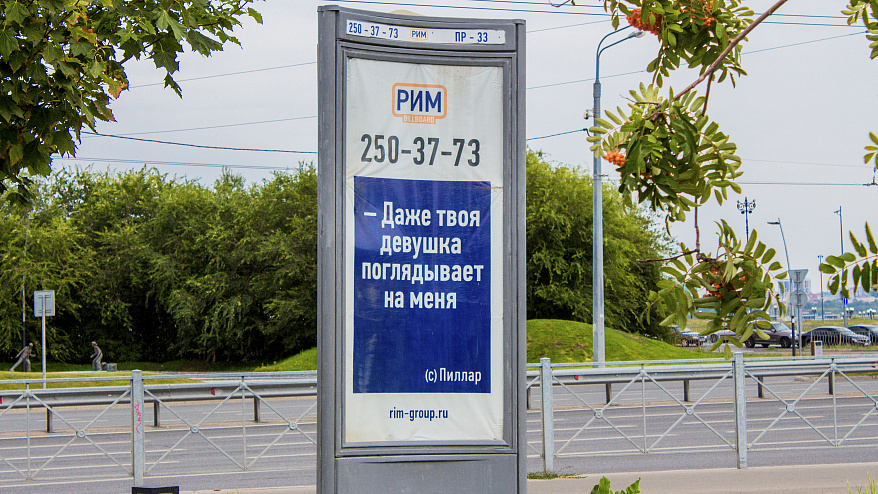 250-37-73 РИМ ПР-33
РИМ
BILLBOARD
250-37-73
– Даже твоя
девушка
поглядывает
на меня
(с) Пиллар
rim-group.ru